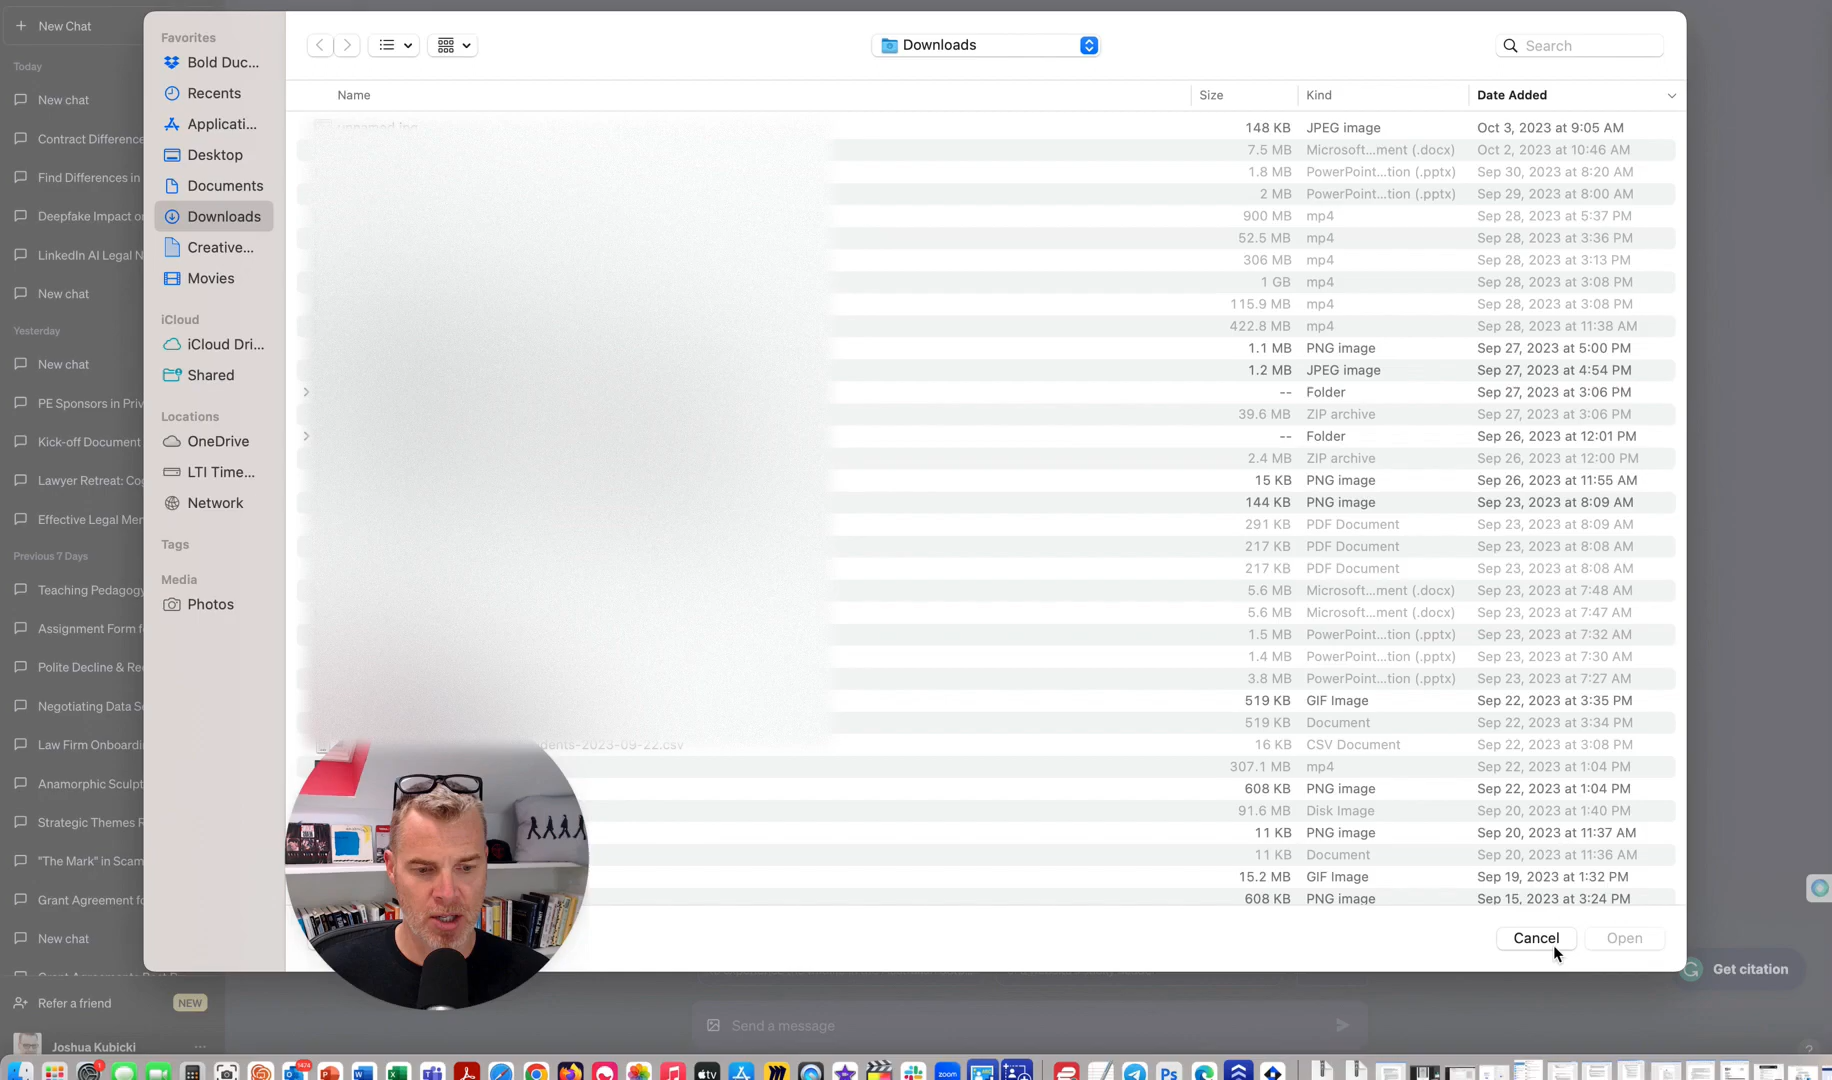 New Chat
Today
New chat
Contract Difference
Find Differences in
Deepfake Impact o
LinkedIn AI Legal N
New chat
Yesterday
New chat
PE Sponsors in Priv
Kick-off Document
Lawyer Retreat: Co
Effective Legal Mer
Previous 7 Days
Teaching Pedagogy
Assignment Form f
Polite Decline & Re
Negotiating Data S
Law Firm Onboardi
Anamorphic Sculpt
Strategic Themes R
"The Mark" in Scam
Grant Agreement fo
New chat
Refer a friend
NEW
Joshua Kubicki
Favorites
Bold Duc...
Recents
Applicati...
Desktop
Documents
Downloads
Creative...
Movies
iCloud
iCloud Dri...
Shared
Locations
OneDrive
LTI Time...
Network
Tags
Media
Photos
Downloads
Search
Name Size Kind Date Added
unnamed.jpg 148 KB JPEG image Oct 3, 2023 at 9:05 AM
7.5 MB Microsoft...ment (.docx) Oct 2, 2023 at 10:46 AM
1.8 MB PowerPoint...tion (.pptx) Sep 30, 2023 at 8:20 AM
2 MB PowerPoint...tion (.pptx) Sep 29, 2023 at 8:00 AM
900 MB mp4 Sep 28, 2023 at 5:37 PM
52.5 MB mp4 Sep 28, 2023 at 3:36 PM
306 MB mp4 Sep 28, 2023 at 3:13 PM
1 GB mp4 Sep 28, 2023 at 3:08 PM
115.9 MB mp4 Sep 28, 2023 at 3:08 PM
422.8 MB mp4 Sep 28, 2023 at 11:38 AM
1.1 MB PNG image Sep 27, 2023 at 5:00 PM
1.2 MB JPEG image Sep 27, 2023 at 4:54 PM
-- Folder Sep 27, 2023 at 3:06 PM
39.6 MB ZIP archive Sep 27, 2023 at 3:06 PM
-- Folder Sep 26, 2023 at 12:01 PM
2.4 MB ZIP archive Sep 26, 2023 at 12:00 PM
15 KB PNG image Sep 26, 2023 at 11:55 AM
144 KB PNG image Sep 23, 2023 at 8:09 AM
291 KB PDF Document Sep 23, 2023 at 8:09 AM
217 KB PDF Document Sep 23, 2023 at 8:08 AM
217 KB PDF Document Sep 23, 2023 at 8:08 AM
5.6 MB Microsoft...ment (.docx) Sep 23, 2023 at 7:48 AM
5.6 MB Microsoft...ment (.docx) Sep 23, 2023 at 7:47 AM
1.5 MB PowerPoint...tion (.pptx) Sep 23, 2023 at 7:32 AM
1.4 MB PowerPoint...tion (.pptx) Sep 23, 2023 at 7:30 AM
3.8 MB PowerPoint...tion (.pptx) Sep 23, 2023 at 7:27 AM
519 KB GIF Image Sep 22, 2023 at 3:35 PM
519 KB Document Sep 22, 2023 at 3:34 PM
dents-2023-09-22.csv 16 KB CSV Document Sep 22, 2023 at 3:08 PM
307.1 MB mp4 Sep 22, 2023 at 1:04 PM
608 KB PNG image Sep 22, 2023 at 1:04 PM
91.6 MB Disk Image Sep 20, 2023 at 1:40 PM
11 KB PNG image Sep 20, 2023 at 11:37 AM
11 KB Document Sep 20, 2023 at 11:36 AM
15.2 MB GIF Image Sep 19, 2023 at 1:32 PM
608 KB PNG image Sep 15, 2023 at 3:24 PM
Cancel
Open
Get citation
Send a message
?
1424
tv
zoom
Ps